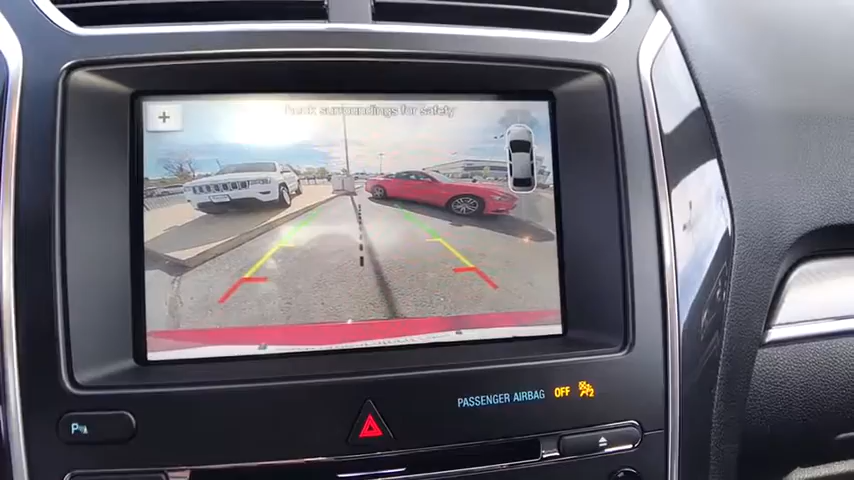 Check surroundings for safety
+
PASSENGER AIRBAG OFF
P